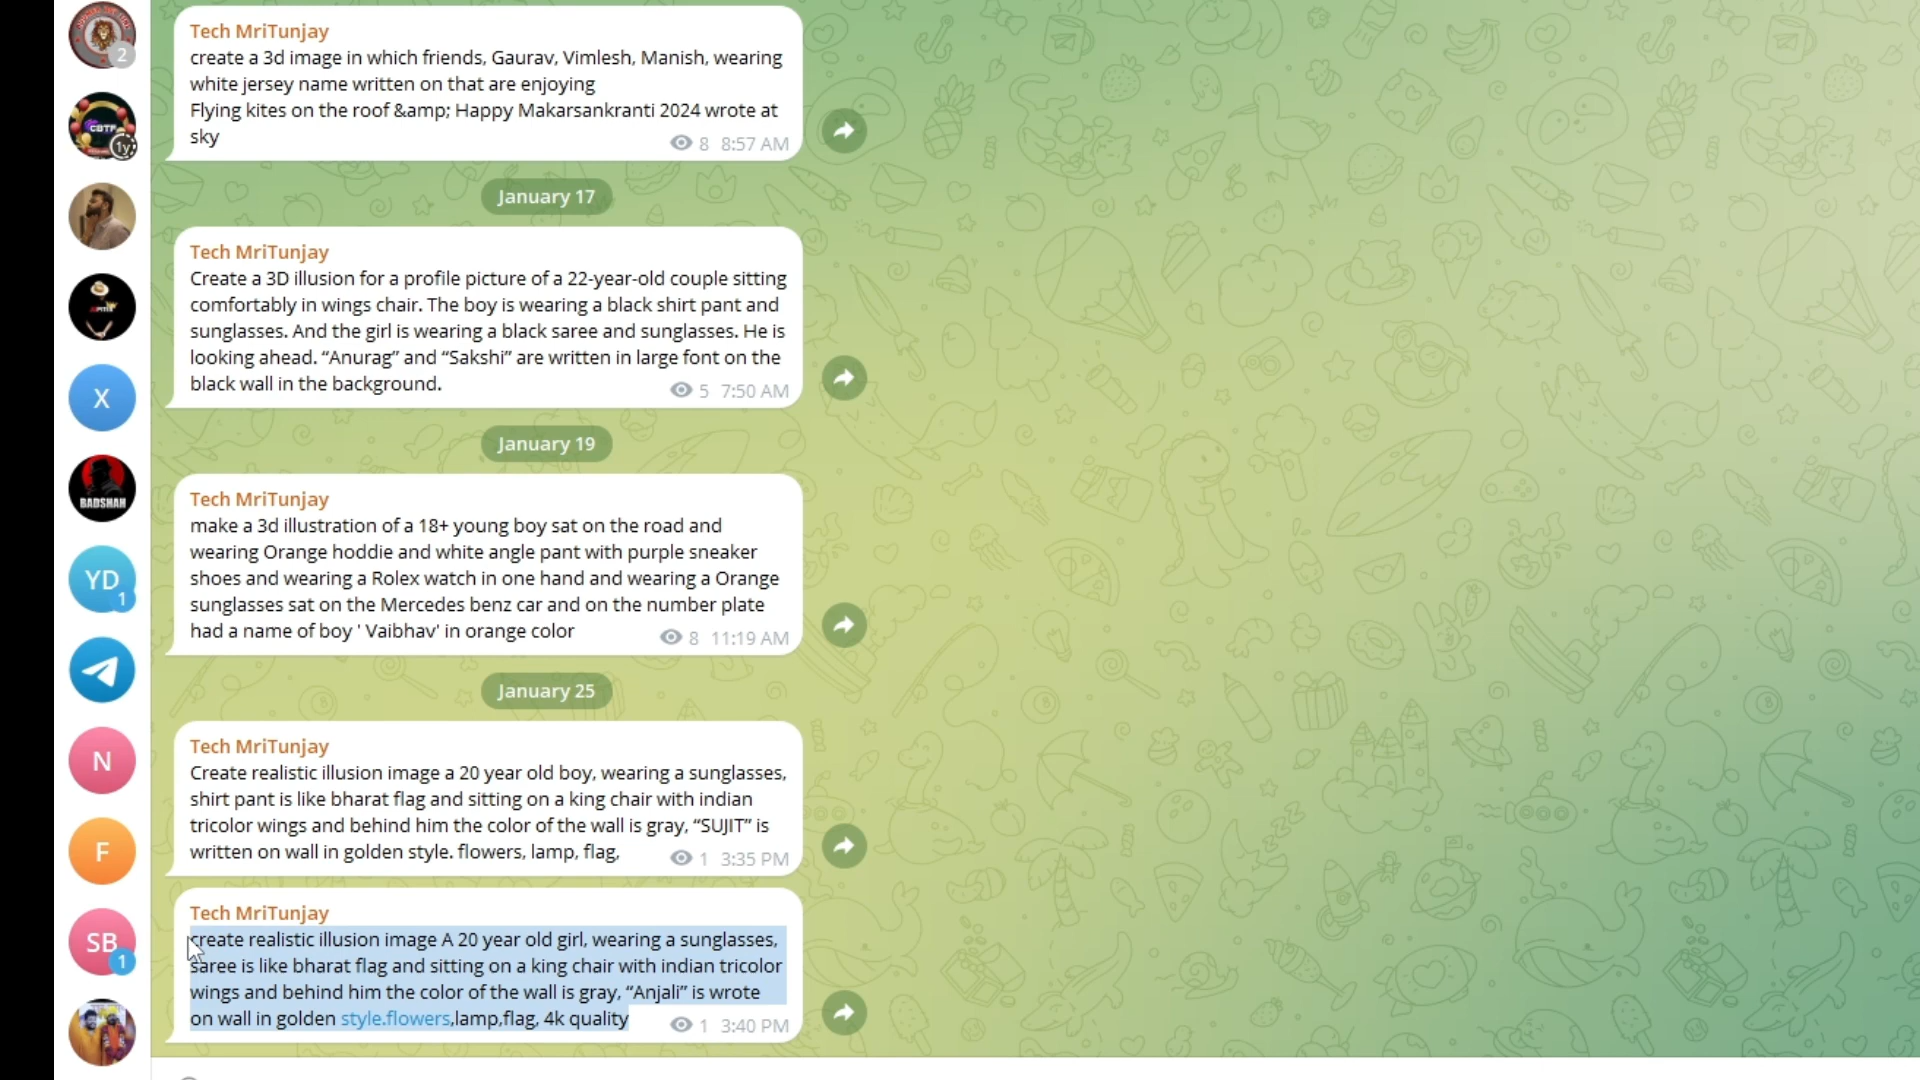 2
CBTF
1y
X
BADSHAH
YD
1
N
F
SB
1
Tech MriTunjay
create a 3d image in which friends, Gaurav, Vimlesh, Manish, wearing
white jersey name written on that are enjoying
Flying kites on the roof &amp; Happy Makarsankranti 2024 wrote at
sky
8 8:57 AM
January 17
Tech MriTunjay
Create a 3D illusion for a profile picture of a 22-year-old couple sitting
comfortably in wings chair. The boy is wearing a black shirt pant and
sunglasses. And the girl is wearing a black saree and sunglasses. He is
looking ahead. “Anurag” and “Sakshi” are written in large font on the
black wall in the background.
5 7:50 AM
January 19
Tech MriTunjay
make a 3d illustration of a 18+ young boy sat on the road and
wearing Orange hoddie and white angle pant with purple sneaker
shoes and wearing a Rolex watch in one hand and wearing a Orange
sunglasses sat on the Mercedes benz car and on the number plate
had a name of boy ' Vaibhav' in orange color
8 11:19 AM
January 25
Tech MriTunjay
Create realistic illusion image a 20 year old boy, wearing a sunglasses,
shirt pant is like bharat flag and sitting on a king chair with indian
tricolor wings and behind him the color of the wall is gray, “SUJIT” is
written on wall in golden style. flowers, lamp, flag,
1 3:35 PM
Tech MriTunjay
create realistic illusion image A 20 year old girl, wearing a sunglasses,
saree is like bharat flag and sitting on a king chair with indian tricolor
wings and behind him the color of the wall is gray, “Anjali” is wrote
on wall in golden style.flowers,lamp,flag, 4k quality
1 3:40 PM